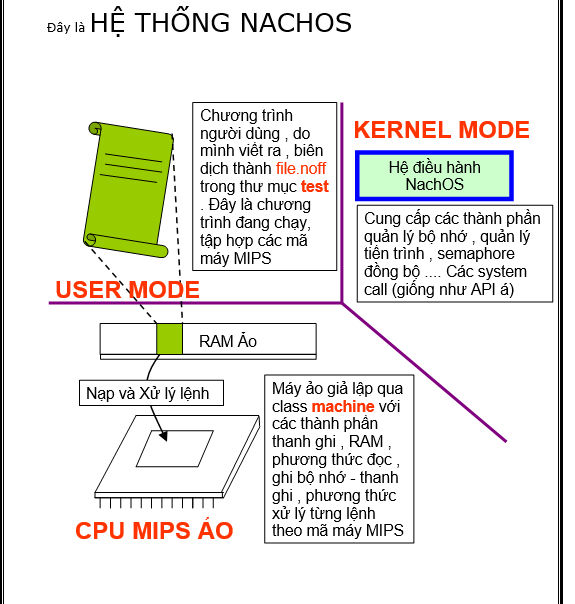 Đây là HỆ THỐNG NACHOS
Chương trình
người dùng , do
mình viết ra , biên
dịch thành file.noff
trong thư mục test
. Đây là chương
trình đang chạy,
tập hợp các mã
máy MIPS
KERNEL MODE
Hệ điều hành
NachOS
Cung cấp các thành phần
quản lý bộ nhớ , quản lý
tiến trình , semaphore
đồng bộ .... Các system
call (giống như API á)
USER MODE
RAM Ảo
Nạp và Xử lý lệnh
Máy ảo giả lập qua
class machine với
các thành phần
thanh ghi , RAM ,
phương thức đọc ,
ghi bộ nhớ - thanh
ghi , phương thức
xử lý từng lệnh
theo mã máy MIPS
CPU MIPS ẢO